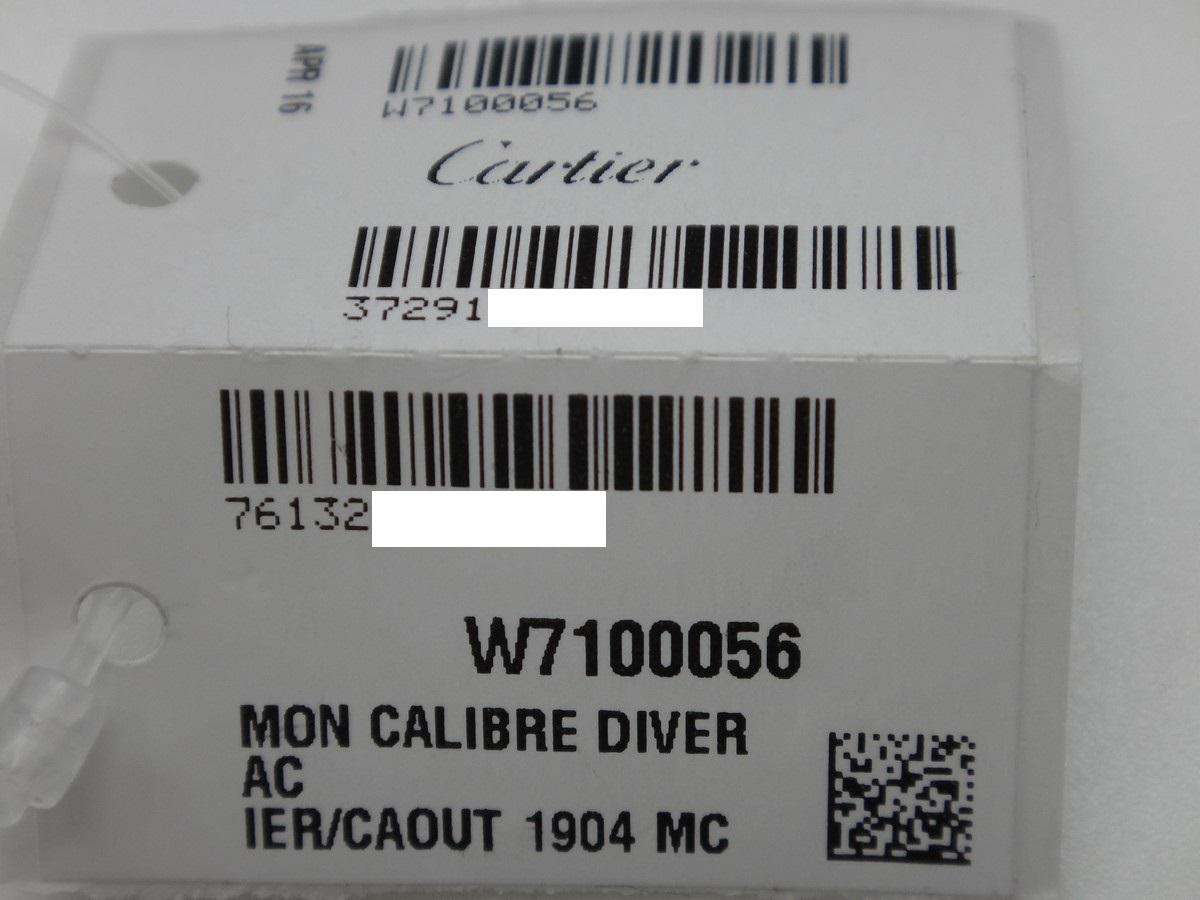 APR 16
W7100056
Cartier
37291
76132
W7100056
MON CALIBRE DIVER
AC
IER/CAOUT 1904 MC